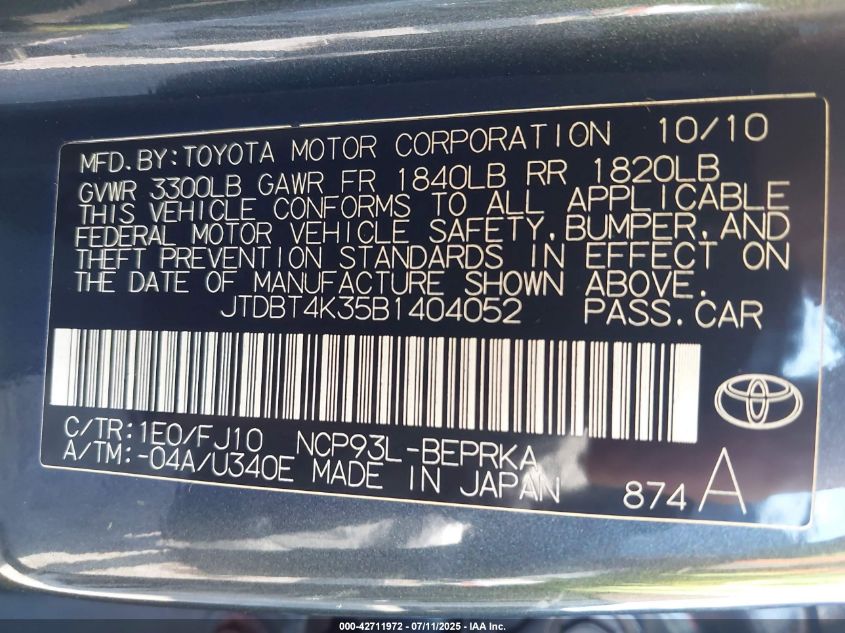 MFD.BY:TOYOTA MOTOR CORPORATION 10/10
GVWR 3300LB GAWR FR 1840LB RR 1820LB
THIS VEHICLE CONFORMS TO ALL APPLICABLE
FEDERAL MOTOR VEHICLE SAFETY,BUMPER,AND
THEFT PREVENTION STANDARDS IN EFFECT ON
THE DATE OF MANUFACTURE SHOWN ABOVE.
JTDBT4K35B1404052 PASS.CAR
C/TR:1E0/FJ10 NCP93L-BEPRKA
A/TM:-04A/U340E MADE IN JAPAN 874 A
000-42711972 - 07/11/2025 - IAA Inc.